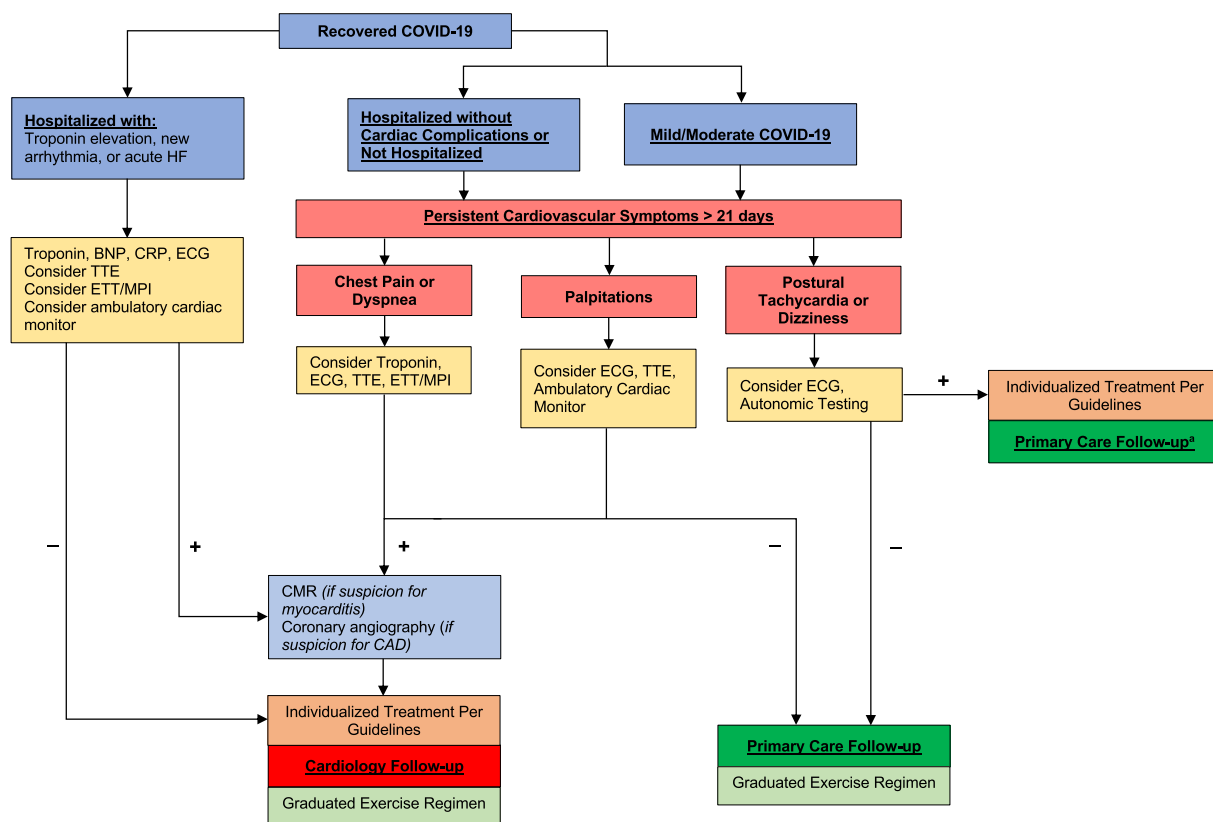 Recovered COVID-19
Hospitalized with:
Troponin elevation, new
arrhythmia, or acute HF
Hospitalized without
Cardiac Complications or
Not Hospitalized
Mild/Moderate COVID-19
Persistent Cardiovascular Symptoms > 21 days
Troponin, BNP, CRP, ECG
Consider TTE
Consider ETT/MPI
Consider ambulatory cardiac
monitor
Chest Pain or
Dyspnea
Palpitations
Postural
Tachycardia or
Dizziness
Consider Troponin,
ECG, TTE, ETT/MPI
Consider ECG, TTE,
Ambulatory Cardiac
Monitor
Consider ECG,
Autonomic Testing
+
Individualized Treatment Per
Guidelines
Primary Care Follow-upᵃ
–
+
+
–
–
CMR (if suspicion for
myocarditis)
Coronary angiography (if
suspicion for CAD)
Individualized Treatment Per
Guidelines
Cardiology Follow-up
Graduated Exercise Regimen
Primary Care Follow-up
Graduated Exercise Regimen